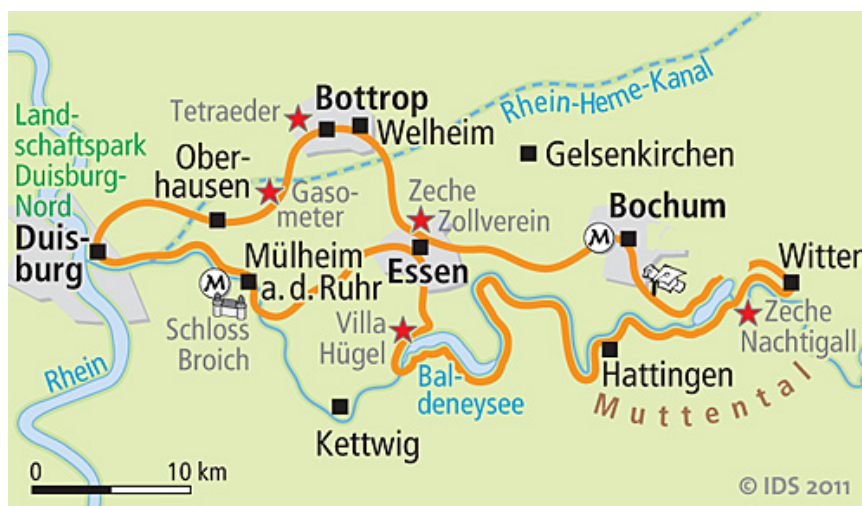 Land-
schaftspark
Duisburg-
Nord
Duis-
burg
Rhein
Tetraeder
Bottrop
Welheim
Rhein-Herne-Kanal
Ober-
hausen
Gaso-
meter
Gelsenkirchen
Zeche
Zollverein
Bochum
M
Essen
Witten
M
Mülheim
a. d. Ruhr
Schloss
Broich
Villa
Hügel
Bal-
deneysee
Hattingen
Zeche
Nachtigall
Muttental
Kettwig
0 10 km
© IDS 2011